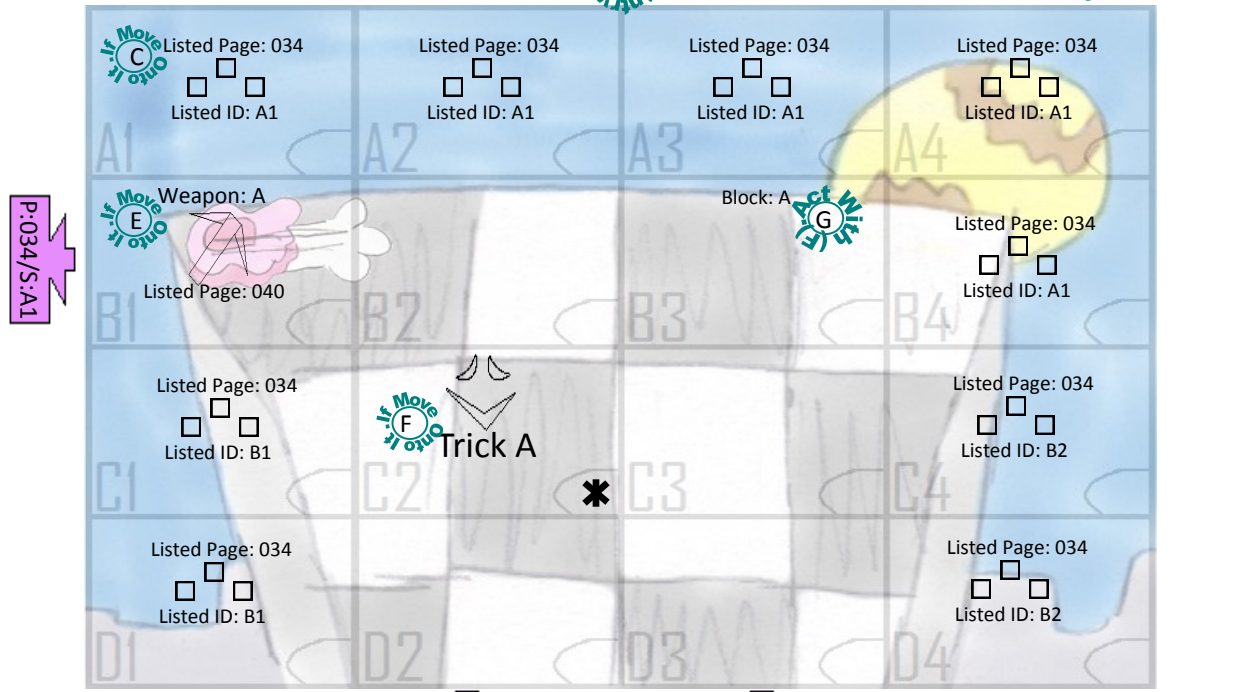 ntry
If Move Onto It.
C
Listed Page: 034
Listed ID: A1
A1
Listed Page: 034
Listed ID: A1
A2
Listed Page: 034
Listed ID: A1
A3
Listed Page: 034
Listed ID: A1
A4
P:034/S:A1
If Move Onto It.
E
Weapon: A
Listed Page: 040
B1
B2
Block: A
B3
Act With (F).
G
Listed Page: 034
Listed ID: A1
B4
Listed Page: 034
Listed ID: B1
C1
If Move Onto It.
F
Trick A
C2
✱
C3
Listed Page: 034
Listed ID: B2
C4
Listed Page: 034
Listed ID: B1
D1
D2
D3
Listed Page: 034
Listed ID: B2
D4